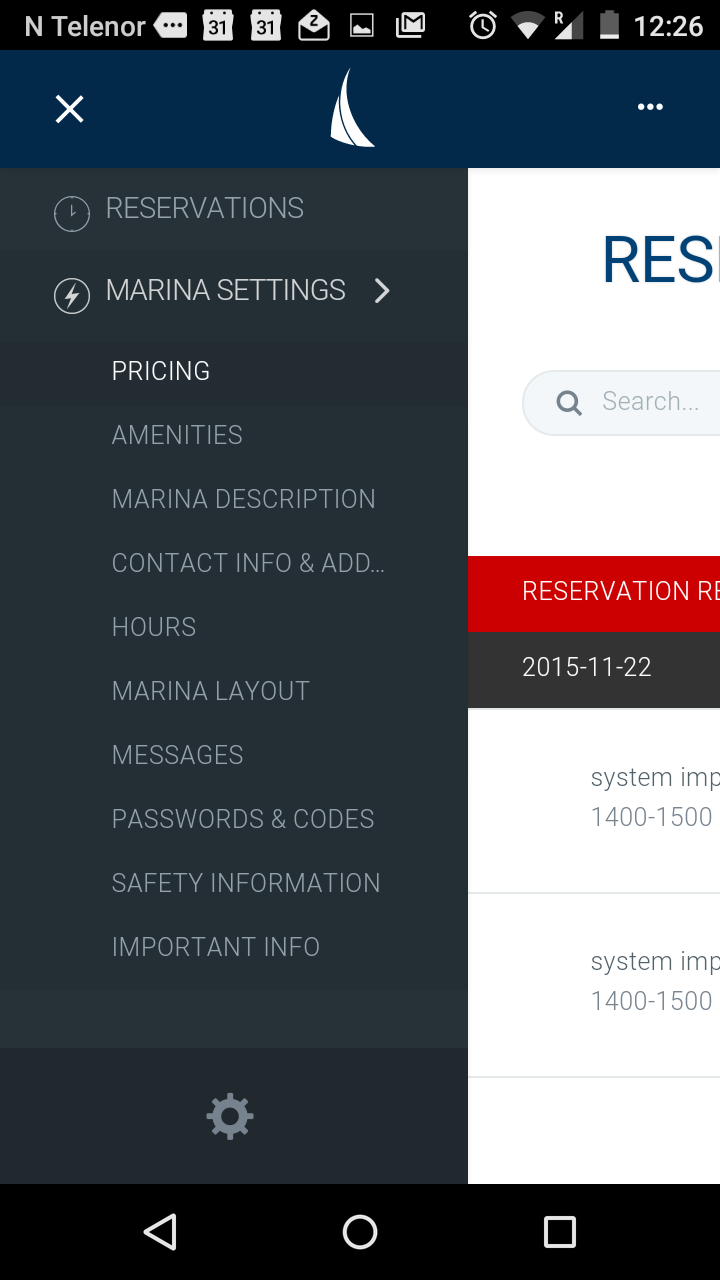 N Telenor 31 31 Z R 12:26
RESERVATIONS
MARINA SETTINGS
PRICING
AMENITIES
MARINA DESCRIPTION
CONTACT INFO & ADD...
HOURS
MARINA LAYOUT
MESSAGES
PASSWORDS & CODES
SAFETY INFORMATION
IMPORTANT INFO
RES
Search...
RESERVATION RE
2015-11-22
system imp
1400-1500
system imp
1400-1500